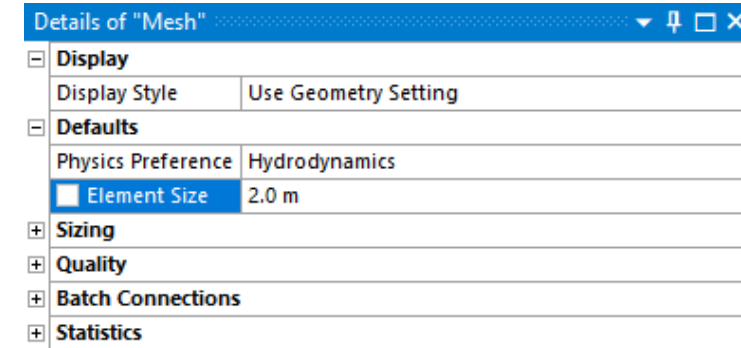 Details of "Mesh"
Display
Display Style Use Geometry Setting
Defaults
Physics Preference Hydrodynamics
Element Size 2.0 m
Sizing
Quality
Batch Connections
Statistics